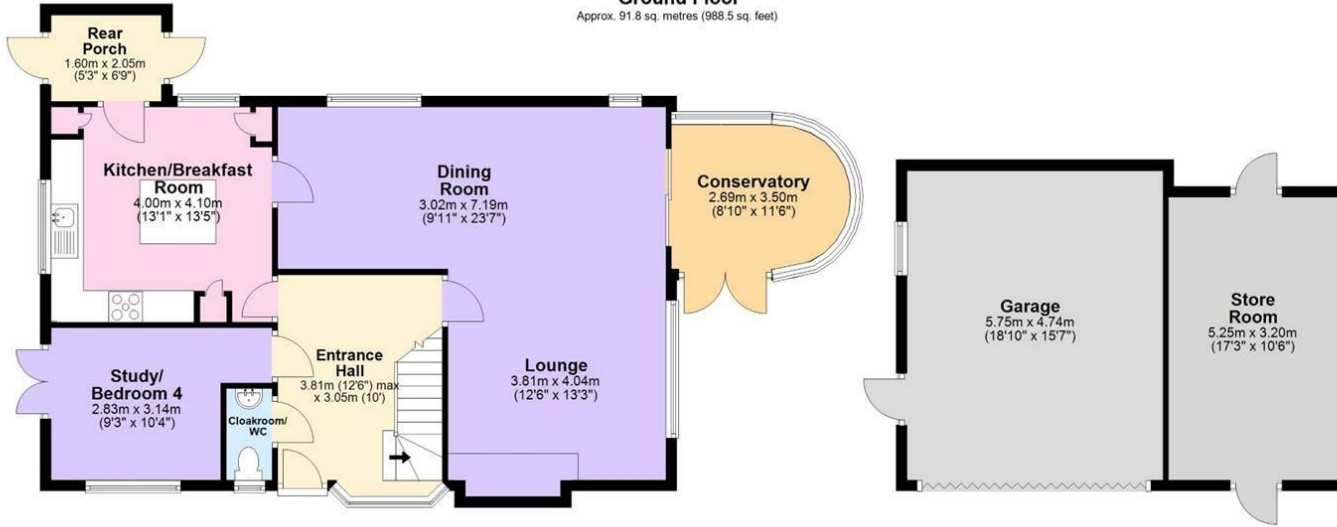 Ground Floor
Approx. 91.8 sq. metres (988.5 sq. feet)
Rear
Porch
1.60m x 2.05m
(5'3" x 6'9")
Kitchen/Breakfast
Room
4.00m x 4.10m
(13'1" x 13'5")
Dining
Room
3.02m x 7.19m
(9'11" x 23'7")
Conservatory
2.69m x 3.50m
(8'10" x 11'6")
Garage
5.75m x 4.74m
(18'10" x 15'7")
Store
Room
5.25m x 3.20m
(17'3" x 10'6")
Study/
Bedroom 4
2.83m x 3.14m
(9'3" x 10'4")
Cloakroom/
WC
Entrance
Hall
3.81m (12'6") max
x 3.05m (10')
Lounge
3.81m x 4.04m
(12'6" x 13'3")